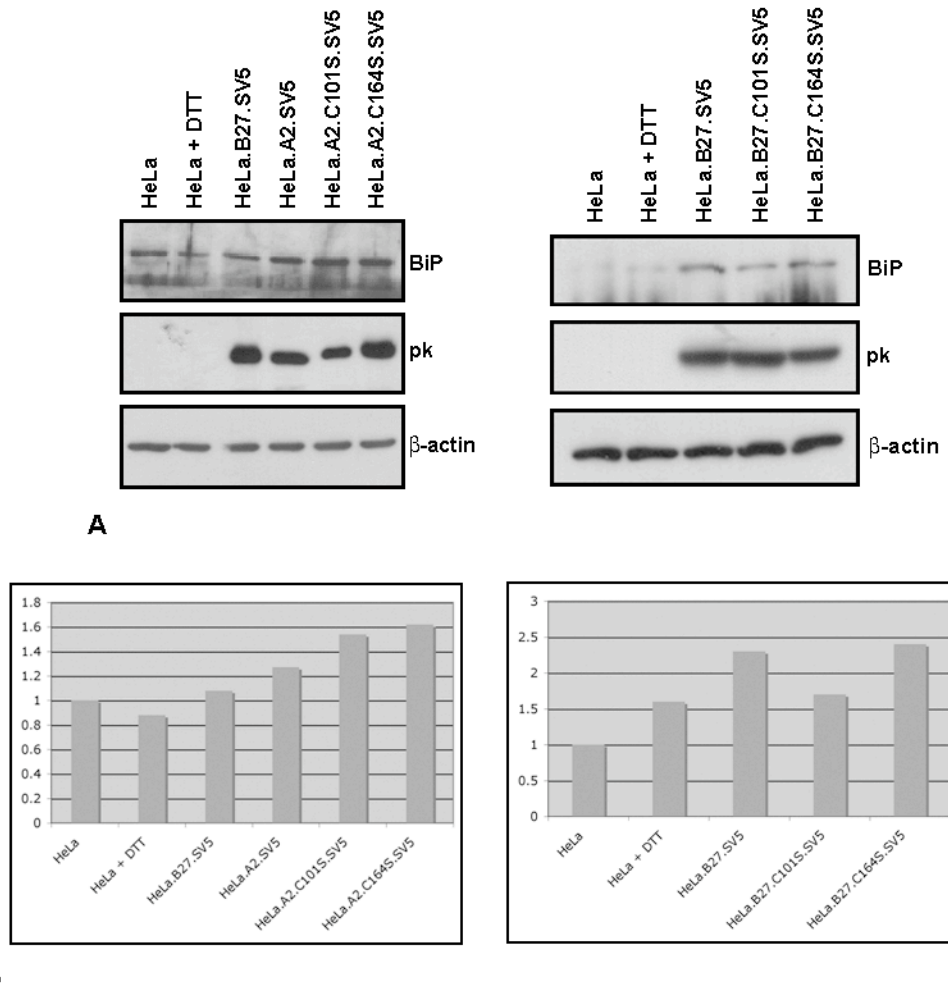 HeLa
HeLa + DTT
HeLa.B27.SV5
HeLa.A2.SV5
HeLa.A2.C101S.SV5
HeLa.A2.C164S.SV5
BiP
pk
β-actin
HeLa
HeLa + DTT
HeLa.B27.SV5
HeLa.B27.C101S.SV5
HeLa.B27.C164S.SV5
BiP
pk
β-actin
A
1.8
1.6
1.4
1.2
1
0.8
0.6
0.4
0.2
0
HeLa
HeLa + DTT
HeLa.B27.SV5
HeLa.A2.SV5
HeLa.A2.C101S.SV5
HeLa.A2.C164S.SV5
3
2.5
2
1.5
1
0.5
0
HeLa
HeLa + DTT
HeLa.B27.SV5
HeLa.B27.C101S.SV5
HeLa.B27.C164S.SV5